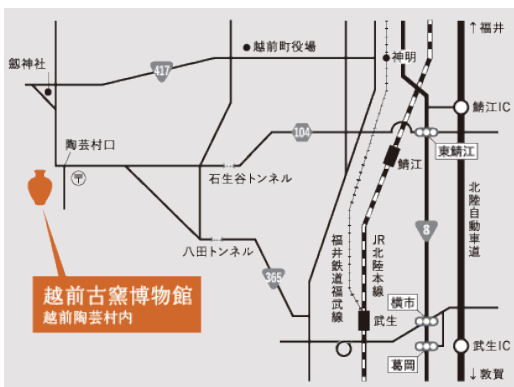 ↑福井
越前町役場
神明
劔神社
417
鯖江IC
104
陶芸村口
東鯖江
鯖江
石生谷トンネル
北陸自動車道
8
八田トンネル
福井鉄道福武線
JR北陸本線
365
越前古窯博物館
越前陶芸村内
横市
武生
武生IC
葛岡
↓敦賀